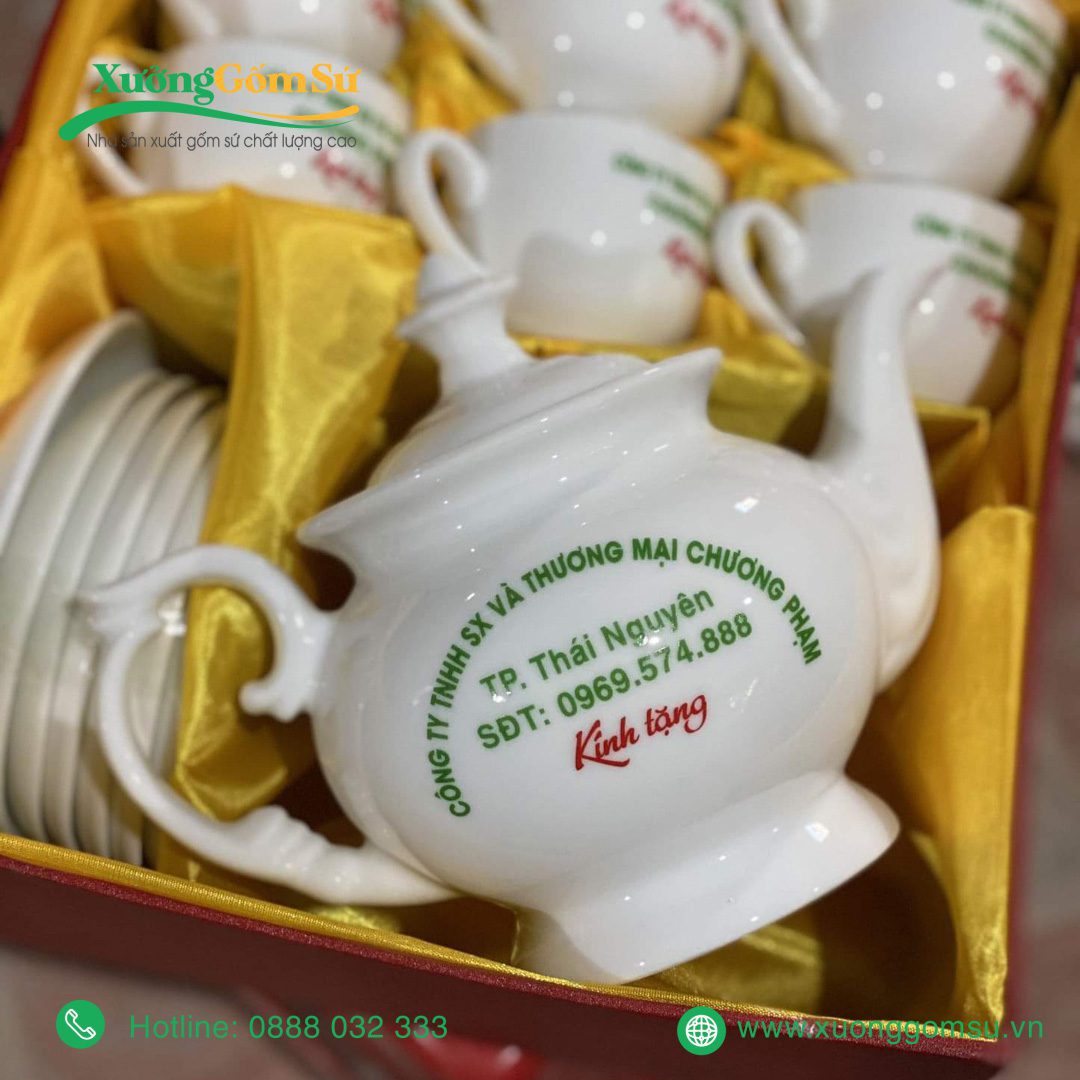 XưởngGốmSứ
Nhà sản xuất gốm sứ chất lượng cao
CÔNG TY TNHH SX VÀ THƯƠNG MẠI CHƯƠNG PHẠM
TP. Thái Nguyên
SĐT: 0969.574.888
Kính tặng
Hotline: 0888 032 333
www.xuonggomsu.vn